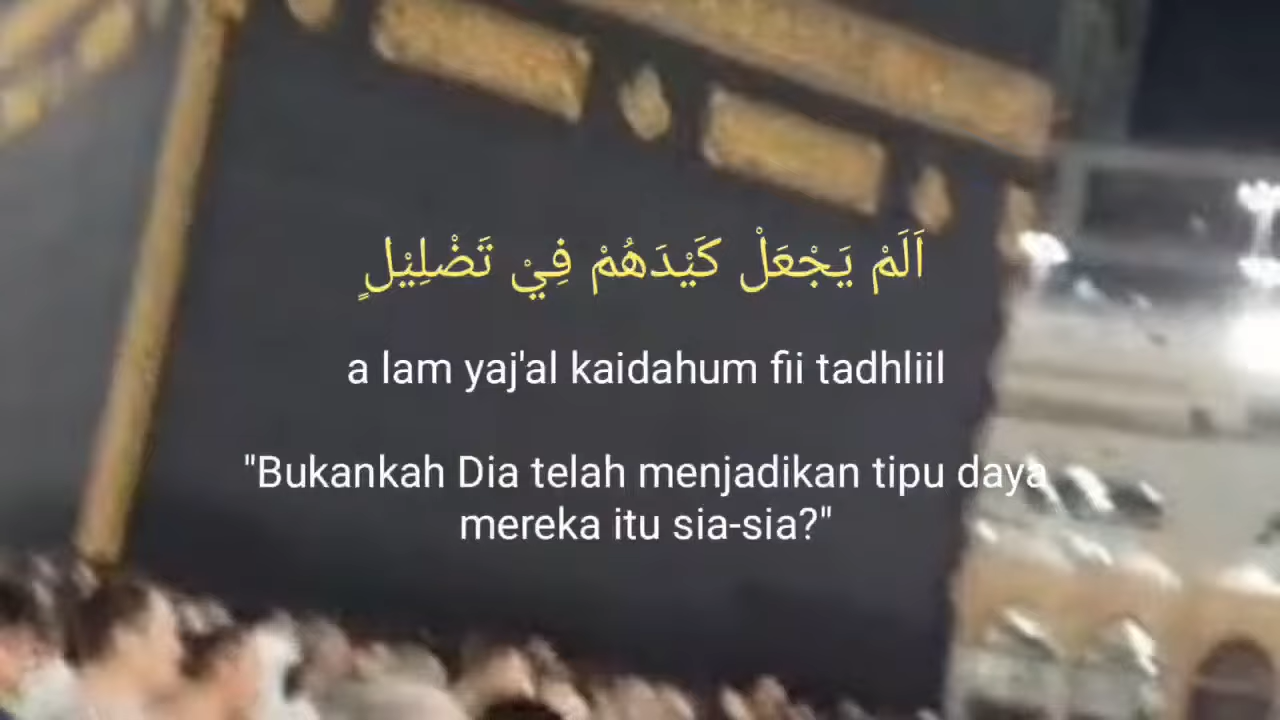 اَلَمْ يَجْعَلْ كَيْدَهُمْ فِيْ تَضْلِيْلٍ
a lam yaj'al kaidahum fii tadhliil
"Bukankah Dia telah menjadikan tipu daya
mereka itu sia-sia?"